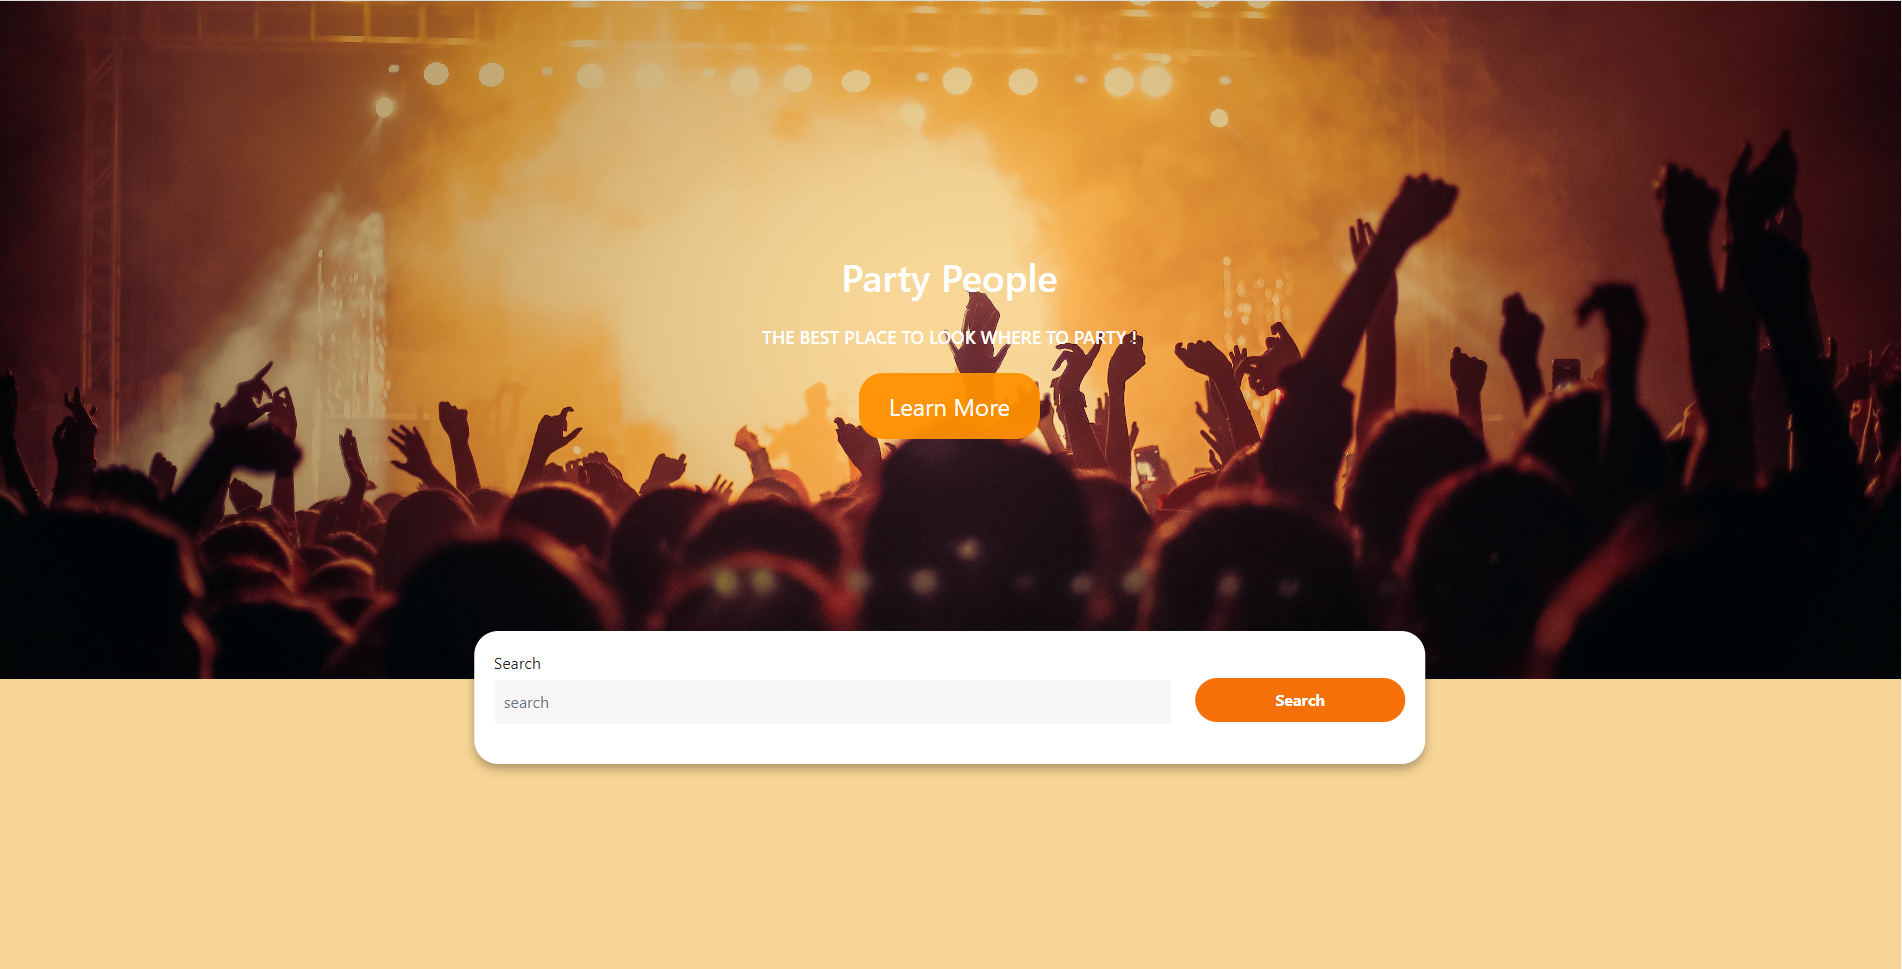 Party People
THE BEST PLACE TO LOOK WHERE TO PARTY !
Learn More
Search
search
Search